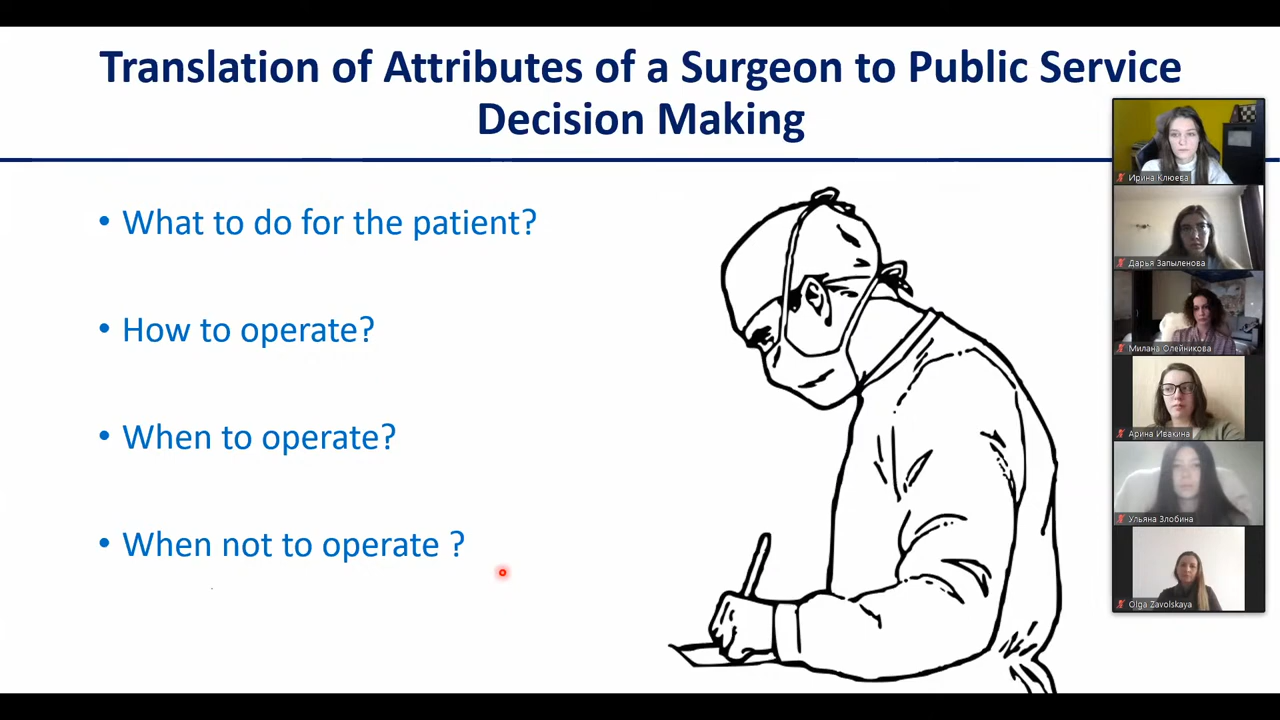 Translation of Attributes of a Surgeon to Public Service
Decision Making
• What to do for the patient?
• How to operate?
• When to operate?
• When not to operate ?
Ирина Клюева
Дарья Запыленова
Милана Олейникова
Арина Ивакина
Ульяна Злобина
Olga Zavolskaya